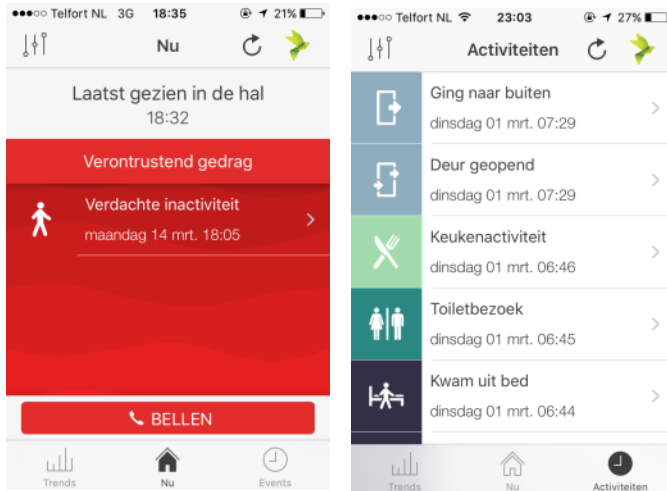 Telfort NL 3G 18:35 21%
Nu
Laatst gezien in de hal
18:32
Verontrustend gedrag
Verdachte inactiviteit
maandag 14 mrt. 18:05
BELLEN
Trends Nu Events
Telfort NL 23:03 27%
Activiteiten
Ging naar buiten
dinsdag 01 mrt. 07:29
Deur geopend
dinsdag 01 mrt. 07:29
Keukenactiviteit
dinsdag 01 mrt. 06:46
Toiletbezoek
dinsdag 01 mrt. 06:45
Kwam uit bed
dinsdag 01 mrt. 06:44
Trends Nu Activiteiten